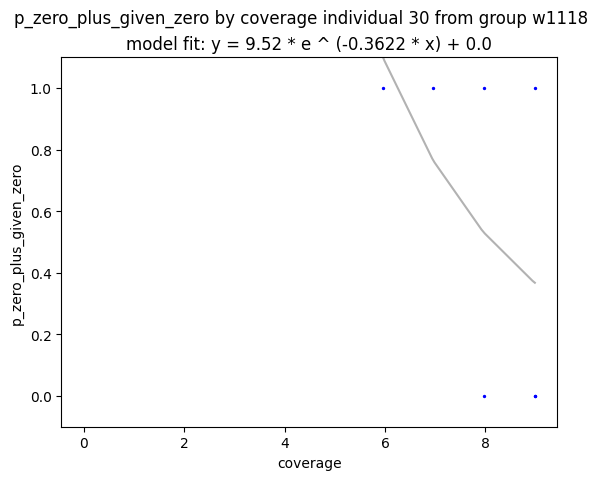 p_zero_plus_given_zero by coverage individual 30 from group w1118
model fit: y = 9.52 * e ^ (-0.3622 * x) + 0.0
1.0
0.8
0.6
0.4
0.2
0.0
p_zero_plus_given_zero
0 2 4 6 8
coverage